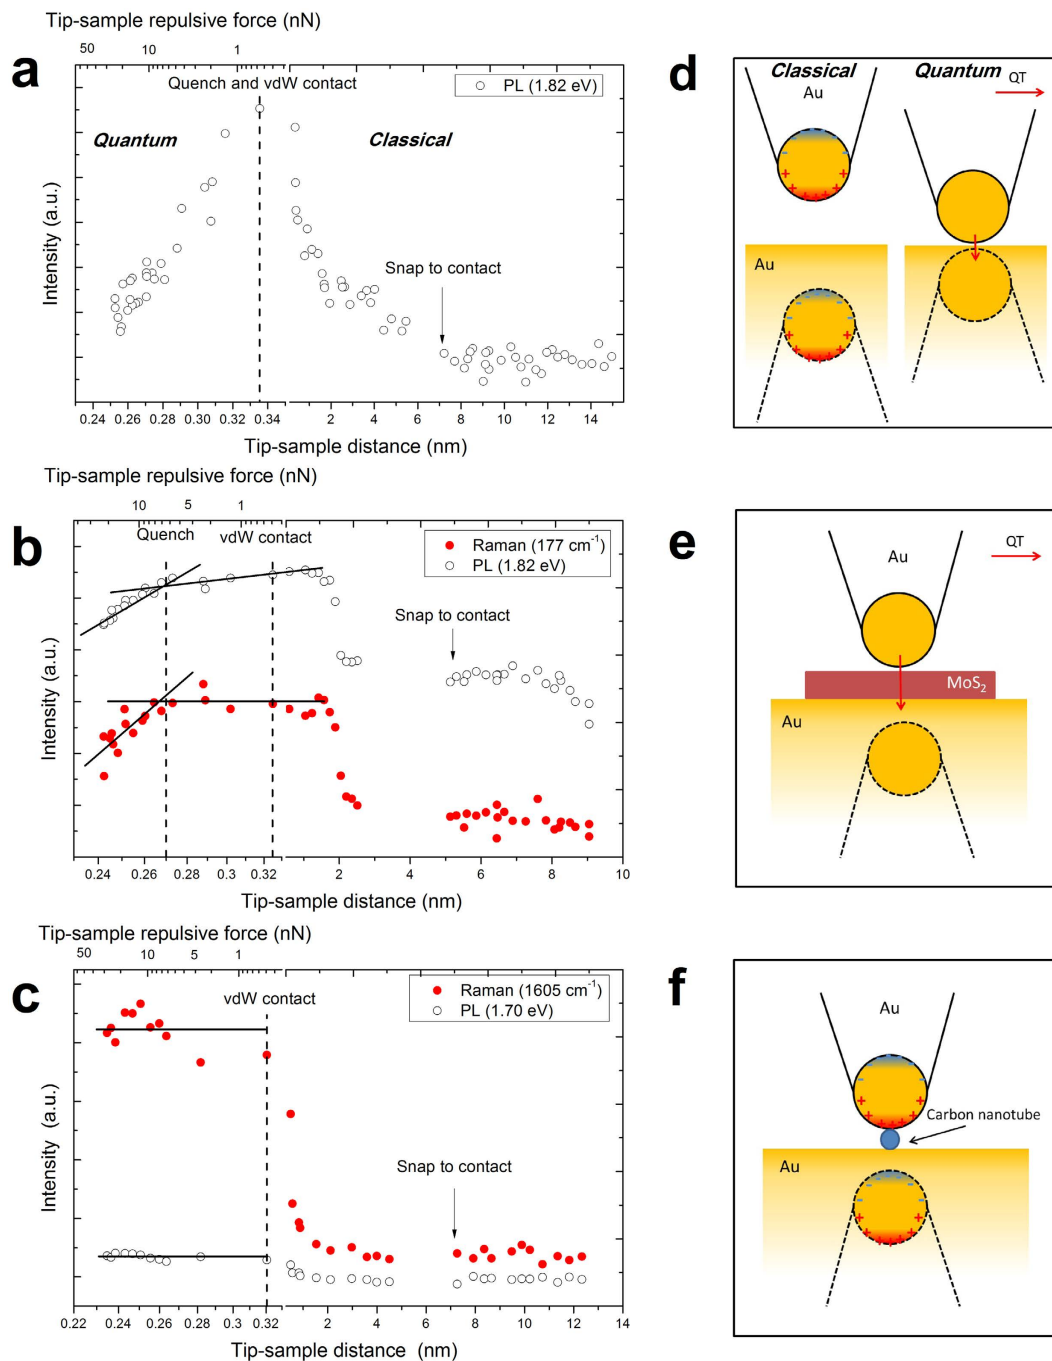 Tip-sample repulsive force (nN)
50 10 1
a
Quench and vdW contact
PL (1.82 eV)
Quantum
Classical
Snap to contact
Intensity (a.u.)
0.24 0.26 0.28 0.30 0.32 0.34 2 4 6 8 10 12 14
Tip-sample distance (nm)
d
Classical
Quantum
Au
QT
Au
Tip-sample repulsive force (nN)
10 5 1
b
Quench
vdW contact
Raman (177 cm⁻¹)
PL (1.82 eV)
Snap to contact
Intensity (a.u.)
0.24 0.26 0.28 0.30 0.32 2 4 6 8 10
Tip-sample distance (nm)
e
Au
QT
MoS₂
Au
Tip-sample repulsive force (nN)
50 10 5 1
c
vdW contact
Raman (1605 cm⁻¹)
PL (1.70 eV)
Snap to contact
Intensity (a.u.)
0.22 0.24 0.26 0.28 0.30 0.32 2 4 6 8 10 12 14
Tip-sample distance (nm)
f
Au
Carbon nanotube
Au